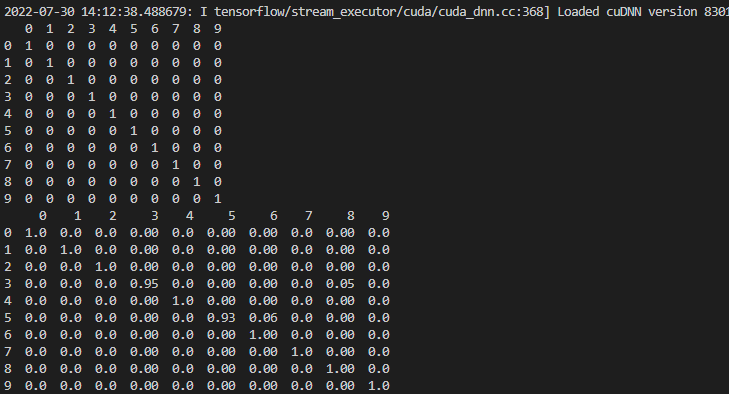 2022-07-30 14:12:38.488679: I tensorflow/stream_executor/cuda/cuda_dnn.cc:368] Loaded cuDNN version 8301
   0  1  2  3  4  5  6  7  8  9
0  1  0  0  0  0  0  0  0  0  0
1  0  1  0  0  0  0  0  0  0  0
2  0  0  1  0  0  0  0  0  0  0
3  0  0  0  1  0  0  0  0  0  0
4  0  0  0  0  1  0  0  0  0  0
5  0  0  0  0  0  1  0  0  0  0
6  0  0  0  0  0  0  1  0  0  0
7  0  0  0  0  0  0  0  1  0  0
8  0  0  0  0  0  0  0  0  1  0
9  0  0  0  0  0  0  0  0  0  1
     0    1    2     3    4     5     6    7     8    9
0  1.0  0.0  0.0  0.00  0.0  0.00  0.00  0.0  0.00  0.0
1  0.0  1.0  0.0  0.00  0.0  0.00  0.00  0.0  0.00  0.0
2  0.0  0.0  1.0  0.00  0.0  0.00  0.00  0.0  0.00  0.0
3  0.0  0.0  0.0  0.95  0.0  0.00  0.00  0.0  0.05  0.0
4  0.0  0.0  0.0  0.00  1.0  0.00  0.00  0.0  0.00  0.0
5  0.0  0.0  0.0  0.00  0.0  0.93  0.06  0.0  0.00  0.0
6  0.0  0.0  0.0  0.00  0.0  0.00  1.00  0.0  0.00  0.0
7  0.0  0.0  0.0  0.00  0.0  0.00  0.00  1.0  0.00  0.0
8  0.0  0.0  0.0  0.00  0.0  0.00  0.00  0.0  1.00  0.0
9  0.0  0.0  0.0  0.00  0.0  0.00  0.00  0.0  0.00  1.0